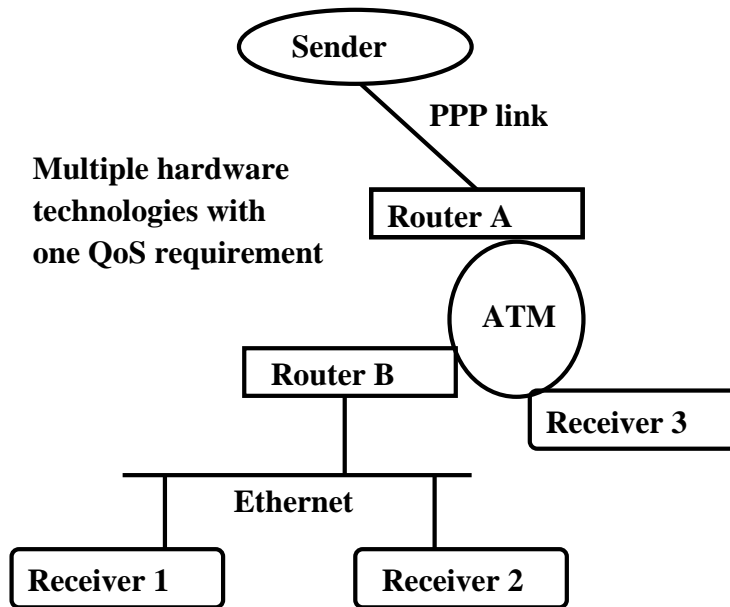 Sender
PPP link
Multiple hardware
technologies with
one QoS requirement
Router A
ATM
Router B
Receiver 3
Ethernet
Receiver 1
Receiver 2